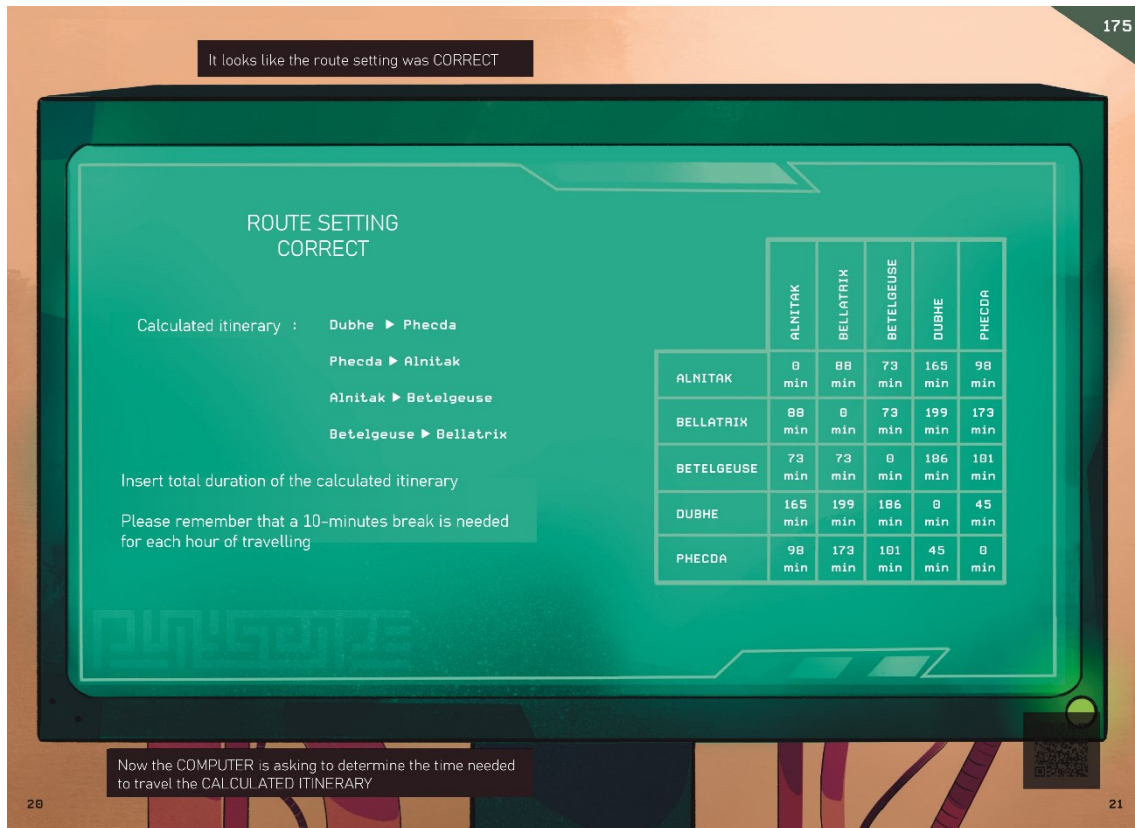 175
It looks like the route setting was CORRECT
ROUTE SETTING
CORRECT
Calculated itinerary : Dubhe ▶ Phecda
Phecda ▶ Alnitak
Alnitak ▶ Betelgeuse
Betelgeuse ▶ Bellatrix
Insert total duration of the calculated itinerary
Please remember that a 10-minutes break is needed
for each hour of travelling
ALNITAK BELLATRIX BETELGEUSE DUBHE PHECDA
ALNITAK 0 min 88 min 73 min 165 min 98 min
BELLATRIX 88 min 0 min 73 min 199 min 173 min
BETELGEUSE 73 min 73 min 0 min 186 min 101 min
DUBHE 165 min 199 min 186 min 0 min 45 min
PHECDA 98 min 173 min 101 min 45 min 0 min
Now the COMPUTER is asking to determine the time needed
to travel the CALCULATED ITINERARY
20
21